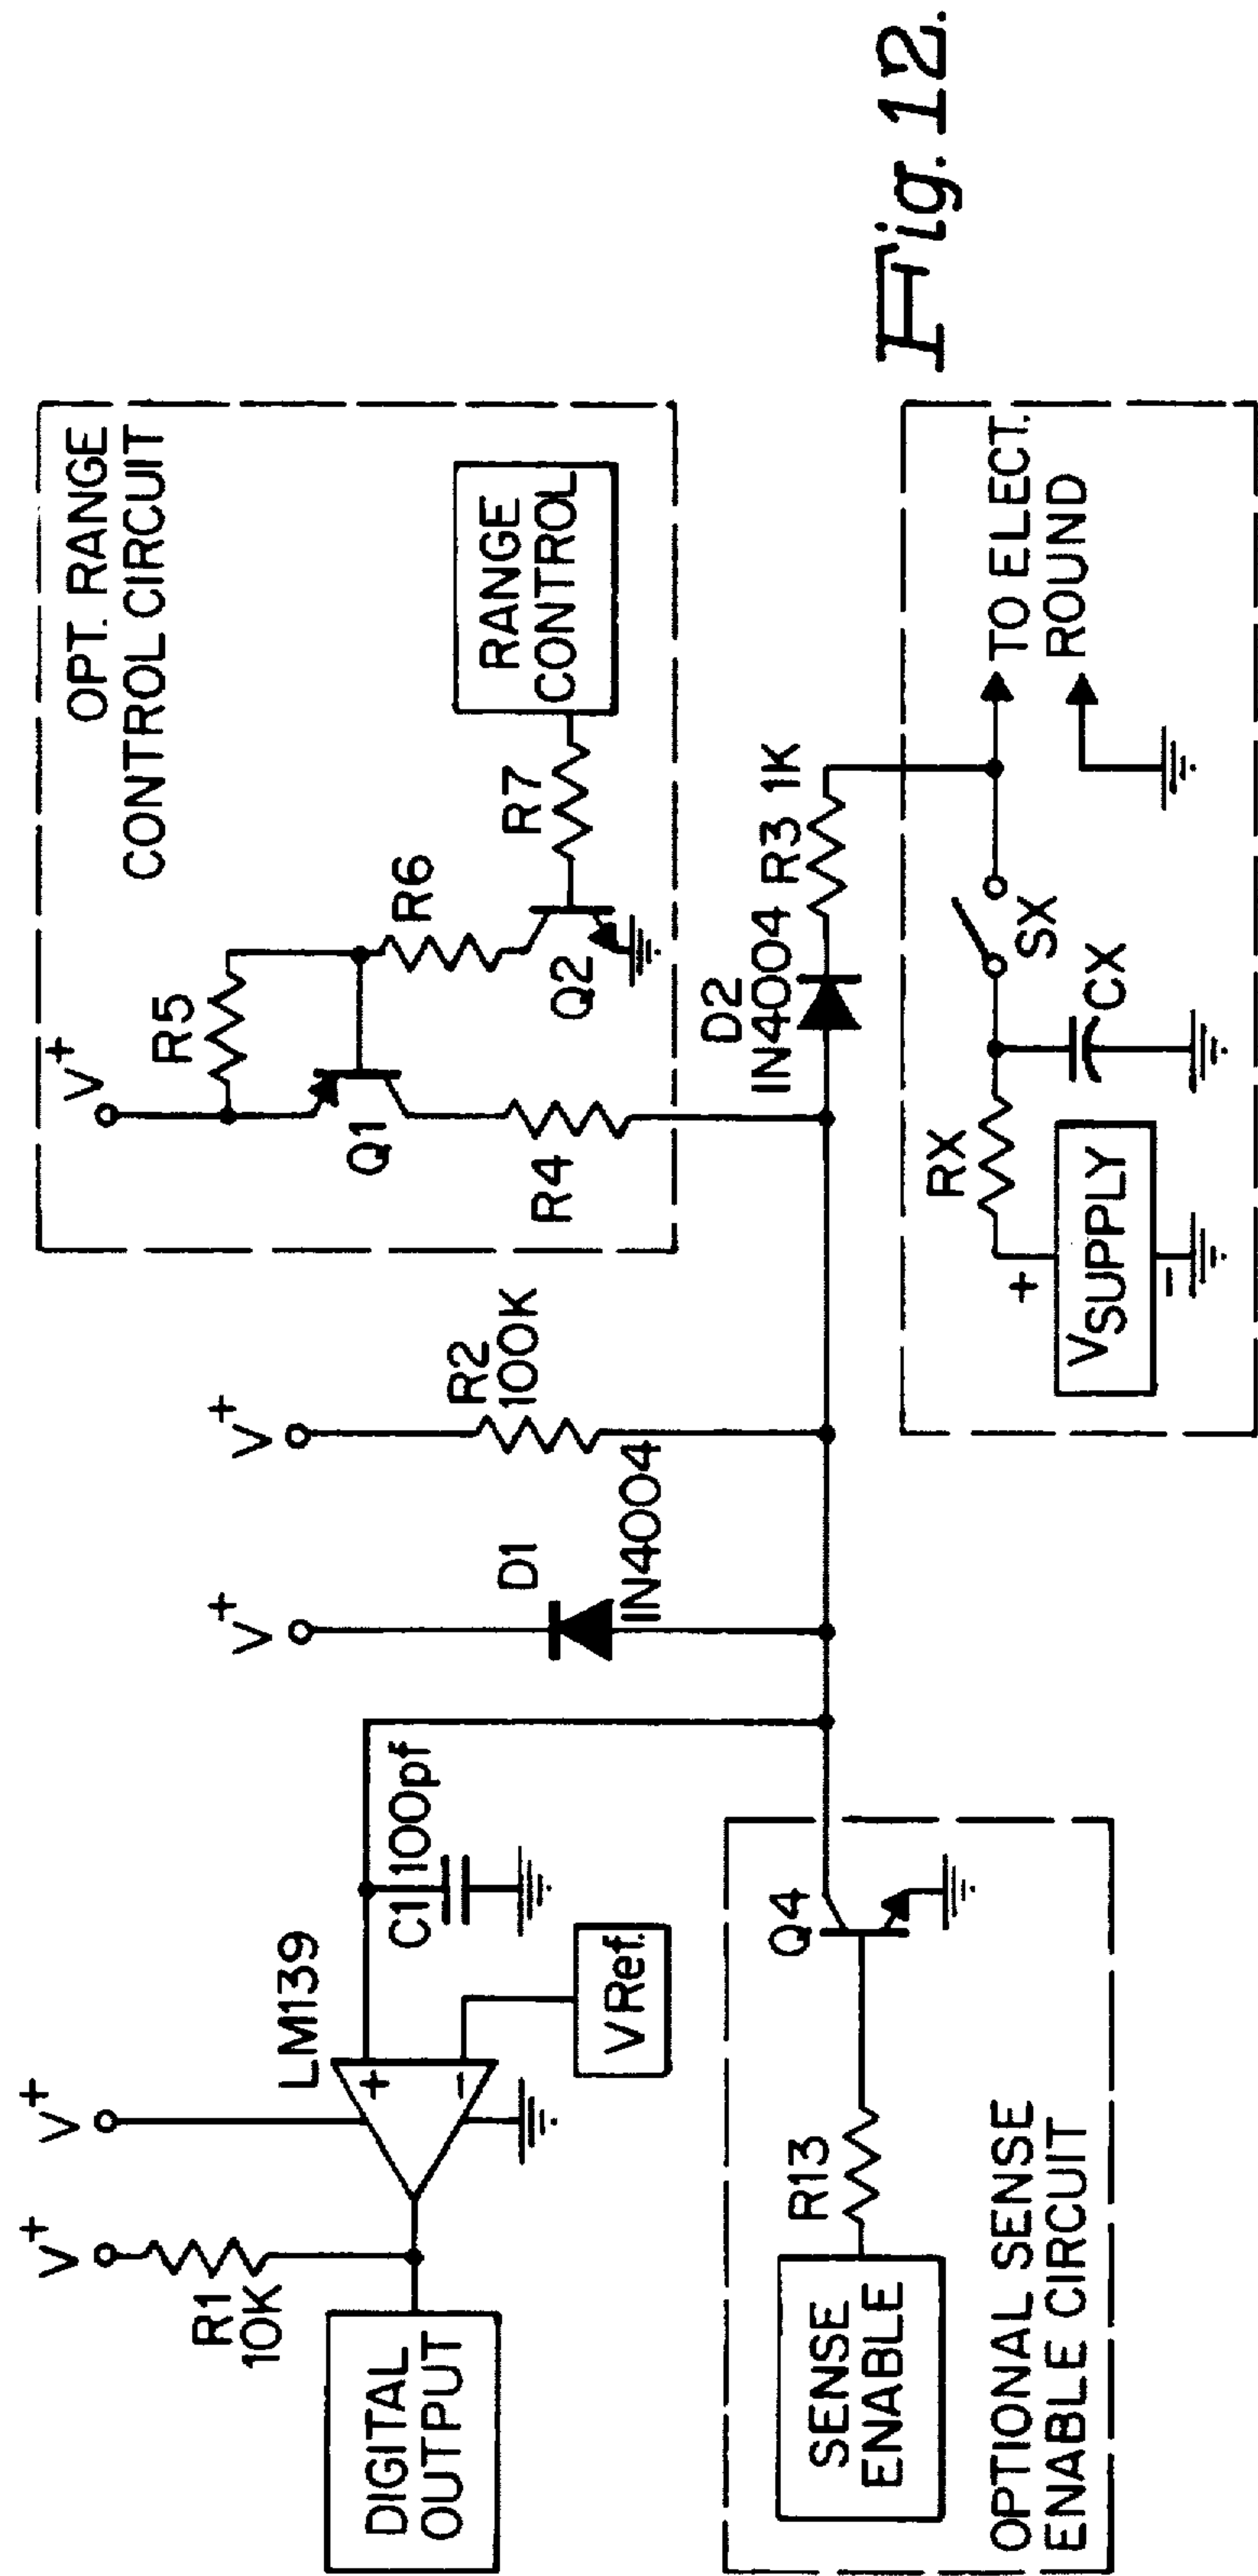 V+
V+
R1
10K
DIGITAL
OUTPUT
LM139
+
-
C1 100pf
V Ref.
V+
D1
IN4004
V+
R2
100K
OPT. RANGE
CONTROL CIRCUIT
V+
R5
Q1
R4
R6
Q2
R7
RANGE
CONTROL
D2
IN4004
R3 1K
SENSE
ENABLE
R13
Q4
OPTIONAL SENSE
ENABLE CIRCUIT
+
VSUPPLY
-
RX
CX
SX
TO ELECT.
ROUND
Fig. 12.